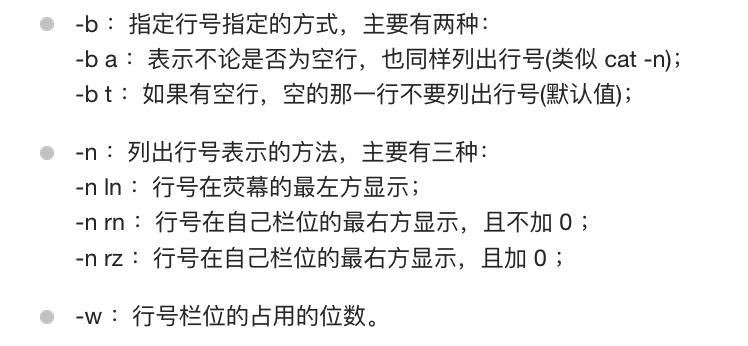 -b： 指定行号指定的方式，主要有两种：
-b a： 表示不论是否为空行，也同样列出行号(类似 cat -n)；
-b t： 如果有空行，空的那一行不要列出行号(默认值)；
-n： 列出行号表示的方法，主要有三种：
-n ln： 行号在荧幕的最左方显示；
-n rn： 行号在自己栏位的最右方显示，且不加 0 ；
-n rz： 行号在自己栏位的最右方显示，且加 0 ；
-w： 行号栏位的占用的位数。